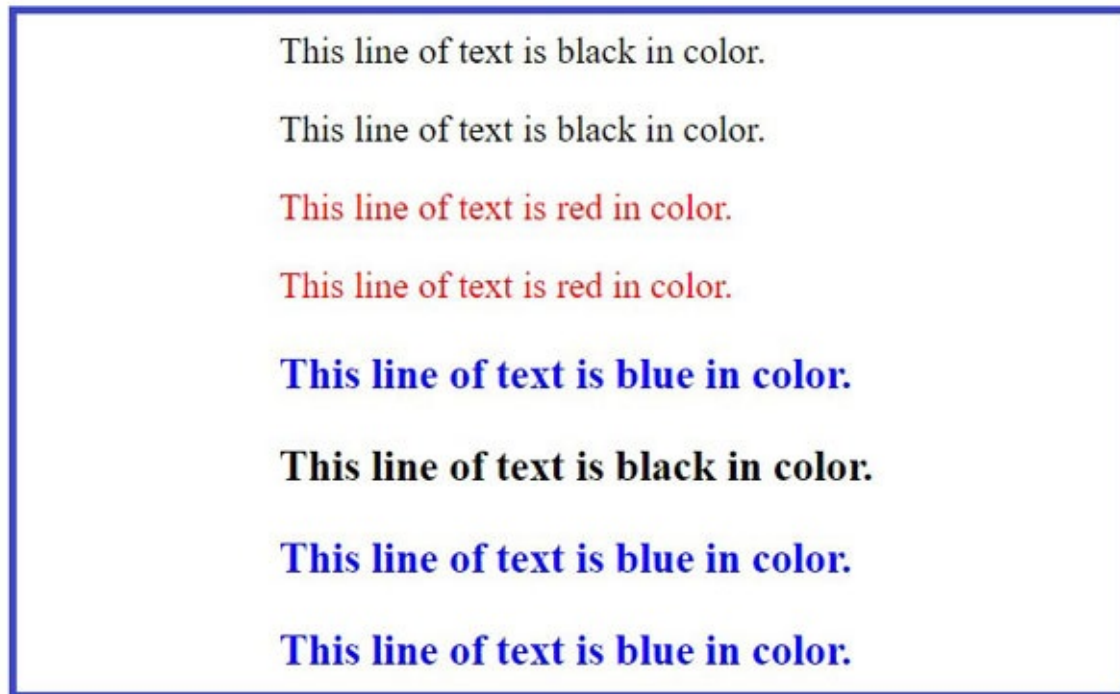 This line of text is black in color.
This line of text is black in color.
This line of text is red in color.
This line of text is red in color.
This line of text is blue in color.
This line of text is black in color.
This line of text is blue in color.
This line of text is blue in color.